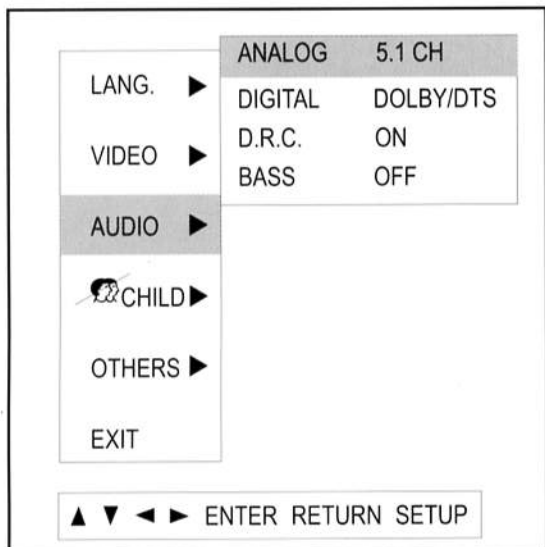 LANG. ▶
VIDEO ▶
AUDIO ▶
CHILD ▶
OTHERS ▶
EXIT
ANALOG 5.1 CH
DIGITAL DOLBY/DTS
D.R.C. ON
BASS OFF
▲ ▼ ◄ ► ENTER RETURN SETUP